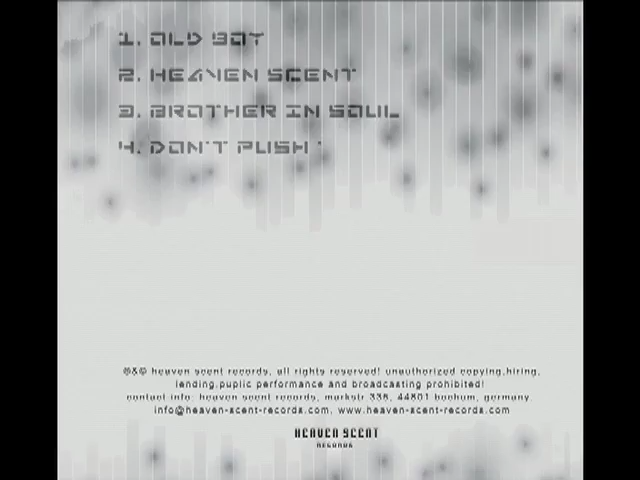 1. OLD BOY
2. HEAVEN SCENT
3. BROTHER IN SOUL
4. DON'T PUSH '
℗&© heaven scent records, all rights reserved! unauthorized copying,hiring,
lending,puplic performance and broadcasting prohibited!
contact info: heaven scent records, markstr 338, 44801 bochum, germany.
info@heaven-scent-records.com, www.heaven-scent-records.com
HEAVEN SCENT
RECORDS